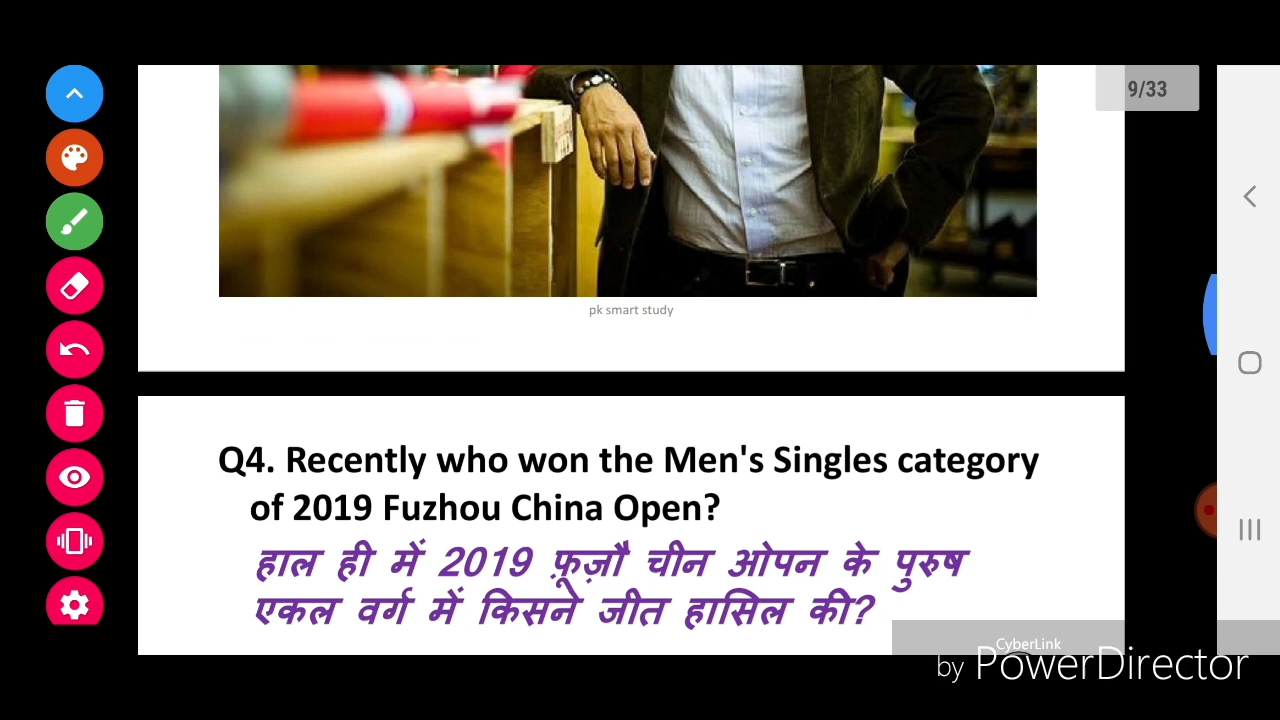 9/33
pk smart study
Q4. Recently who won the Men's Singles category
of 2019 Fuzhou China Open?
हाल ही में 2019 फ़ूज़ौ चीन ओपन के पुरुष
एकल वर्ग में किसने जीत हासिल की?
CyberLink
by PowerDirector